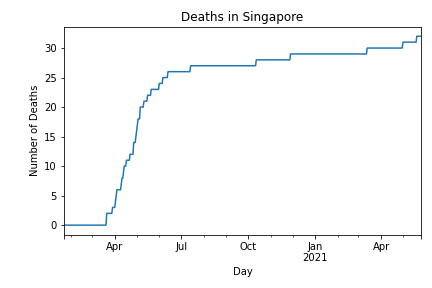 Deaths in Singapore
Number of Deaths
30
25
20
15
10
5
0
Apr
Jul
Oct
Jan
2021
Apr
Day